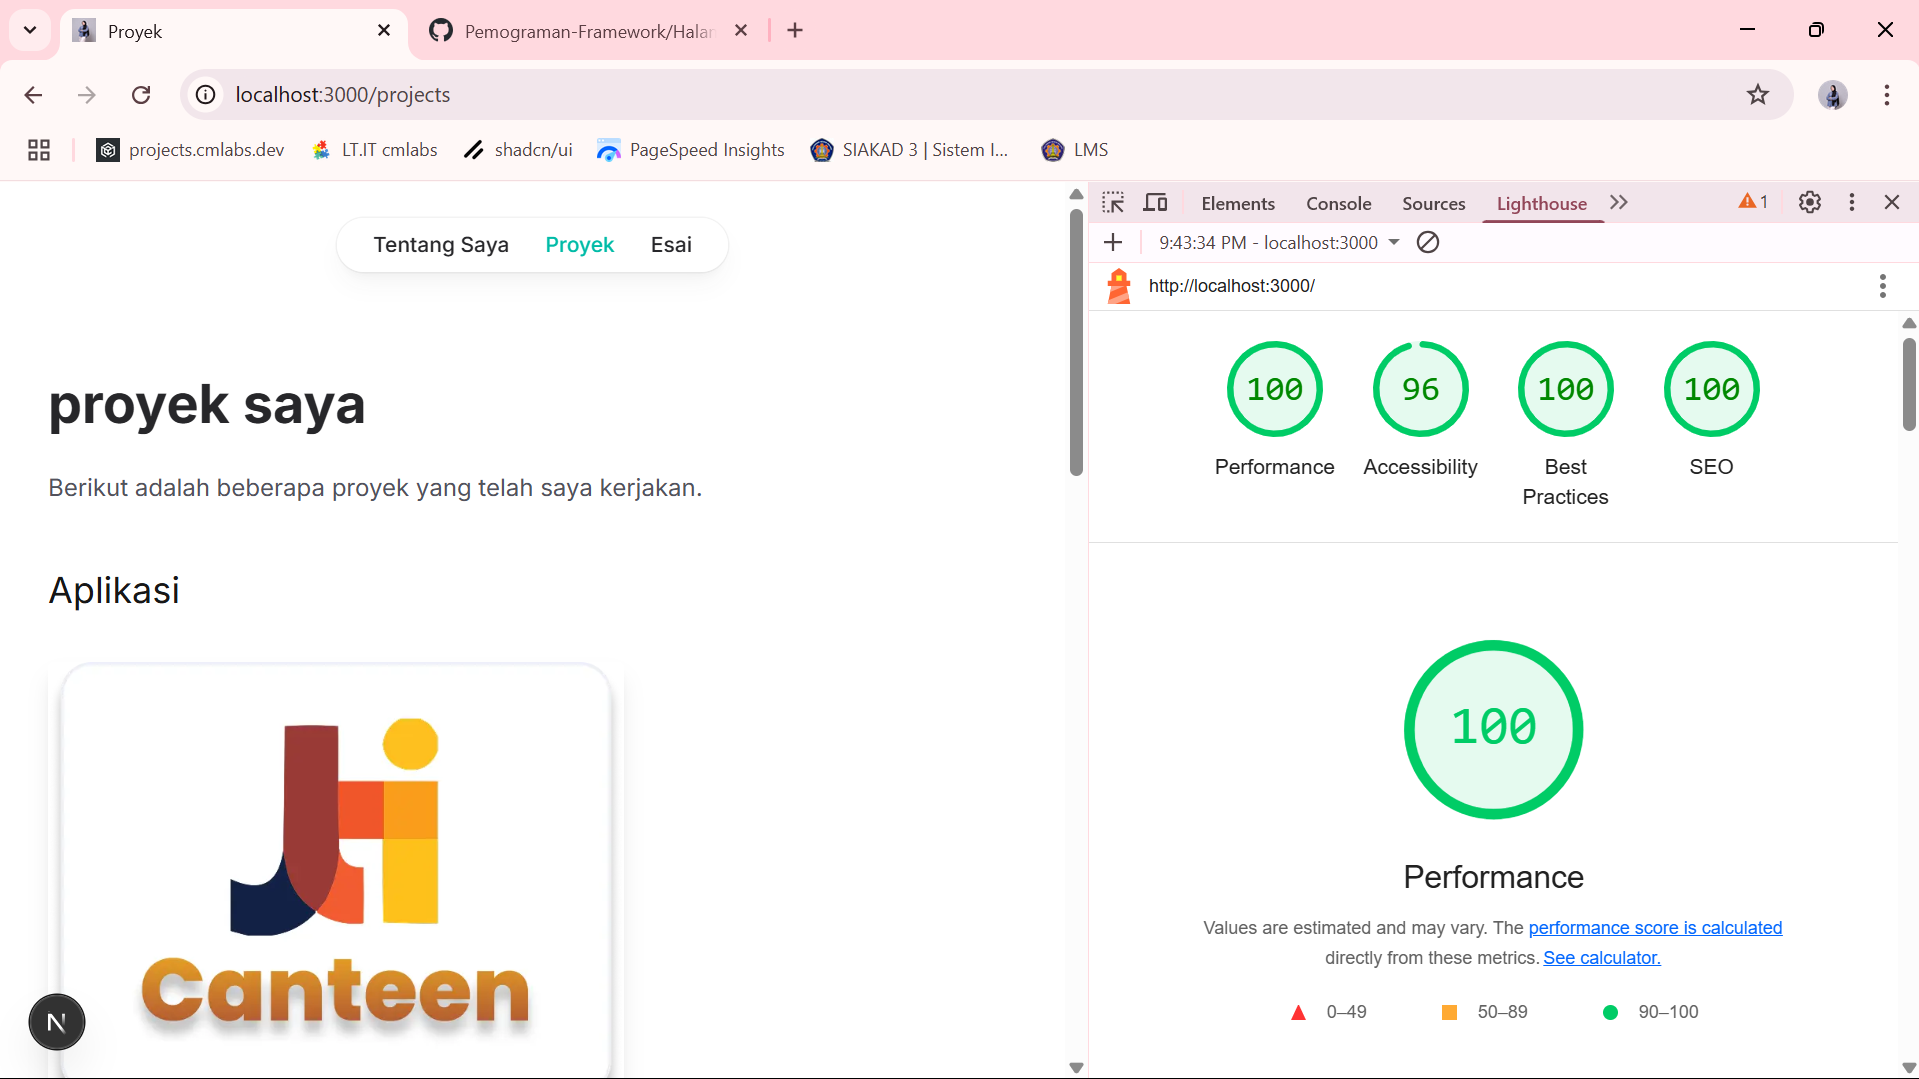 Proyek
Pemograman-Framework/Halar
localhost:3000/projects
projects.cmlabs.dev
LT.IT cmlabs
shadcn/ui
PageSpeed Insights
SIAKAD 3 | Sistem I...
LMS
Tentang Saya
Proyek
Esai
proyek saya
Berikut adalah beberapa proyek yang telah saya kerjakan.
Aplikasi
Canteen
N
Elements
Console
Sources
Lighthouse
1
9:43:34 PM - localhost:3000
http://localhost:3000/
100
96
100
100
Performance
Accessibility
Best
Practices
SEO
100
Performance
Values are estimated and may vary. The performance score is calculated
directly from these metrics. See calculator.
0–49
50–89
90–100